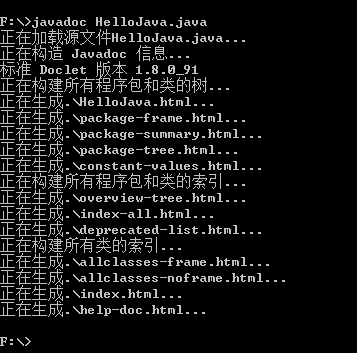 F:\>javadoc HelloJava.java
正在加载源文件HelloJava.java...
正在构造 Javadoc 信息...
标准 Doclet 版本 1.8.0_91
正在构建所有程序包和类的树...
正在生成.\HelloJava.html...
正在生成.\package-frame.html...
正在生成.\package-summary.html...
正在生成.\package-tree.html...
正在生成.\constant-values.html...
正在构建所有程序包和类的索引...
正在生成.\overview-tree.html...
正在生成.\index-all.html...
正在生成.\deprecated-list.html...
正在构建所有类的索引...
正在生成.\allclasses-frame.html...
正在生成.\allclasses-noframe.html...
正在生成.\index.html...
正在生成.\help-doc.html...
F:\>